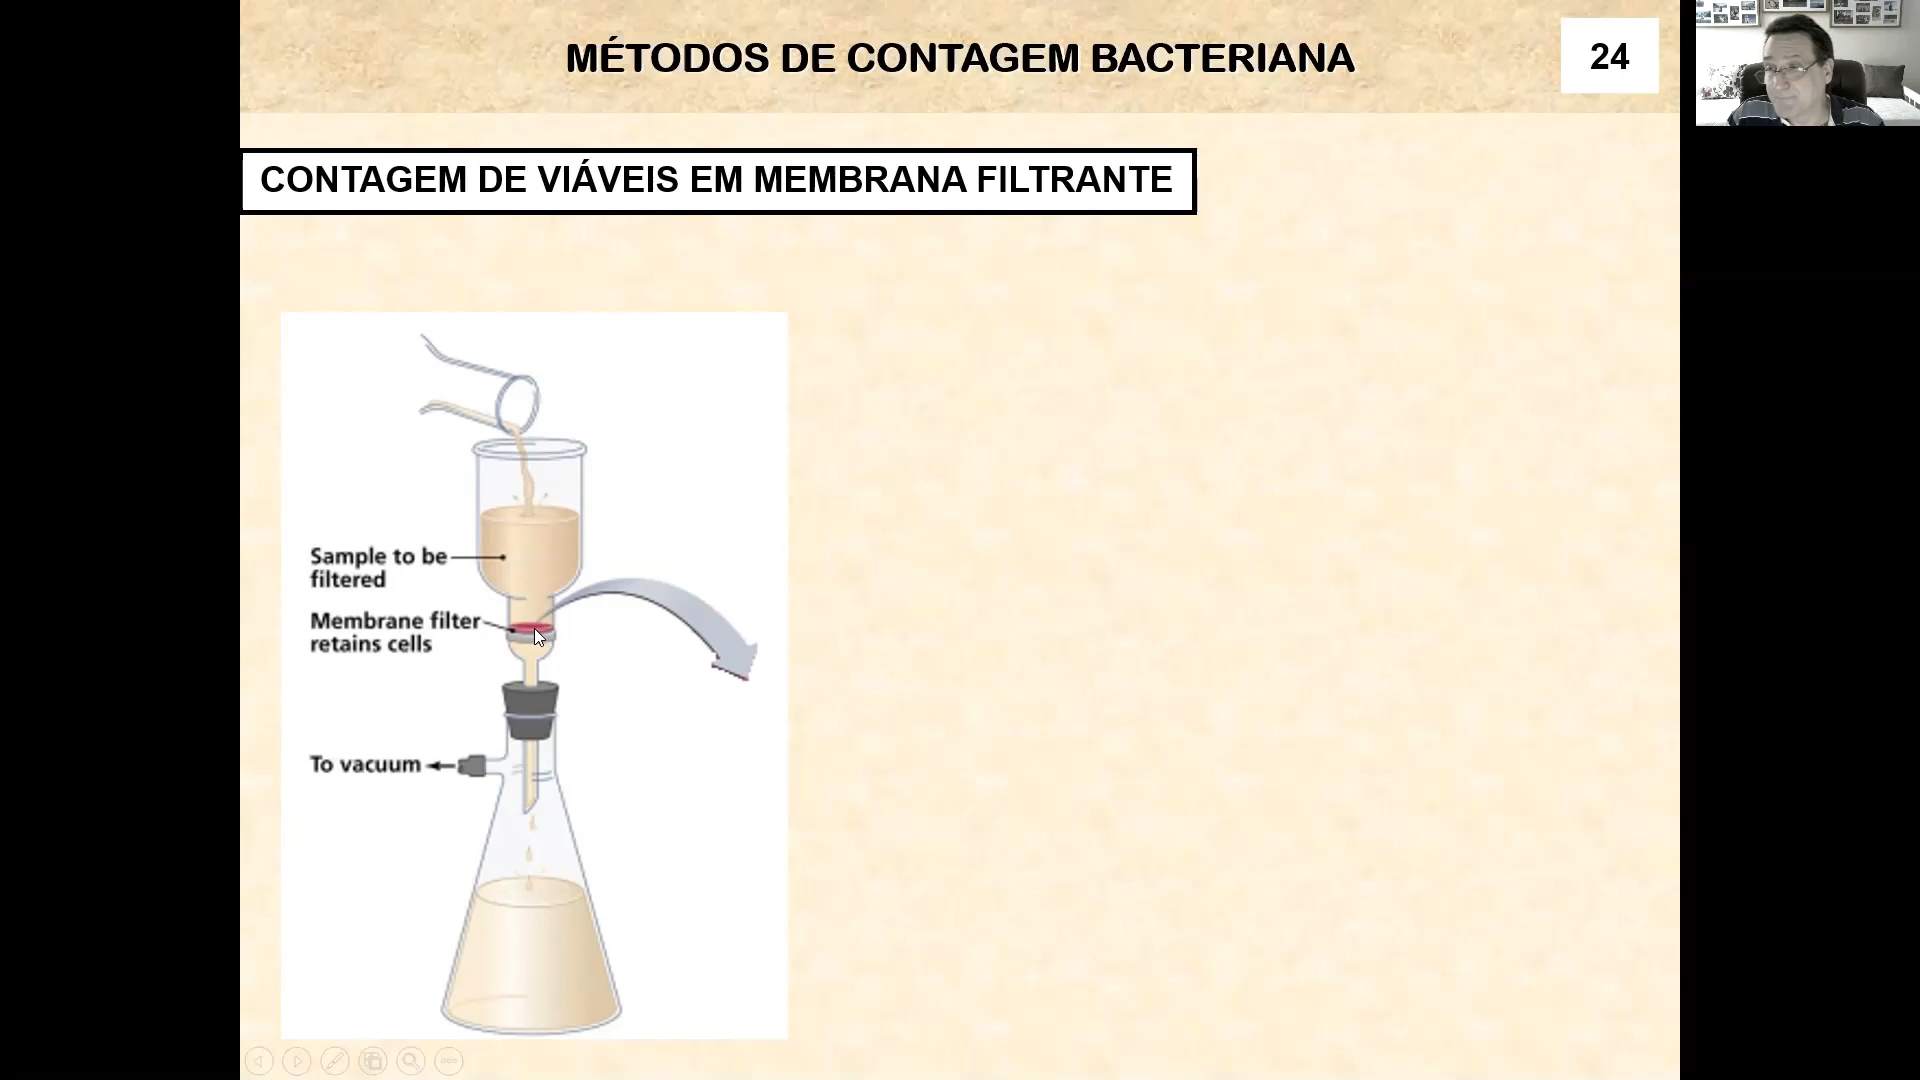 MÉTODOS DE CONTAGEM BACTERIANA
24
CONTAGEM DE VIÁVEIS EM MEMBRANA FILTRANTE
Sample to be
filtered
Membrane filter
retains cells
To vacuum